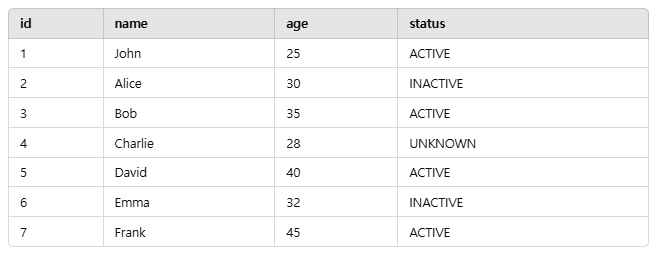 id name age status
1 John 25 ACTIVE
2 Alice 30 INACTIVE
3 Bob 35 ACTIVE
4 Charlie 28 UNKNOWN
5 David 40 ACTIVE
6 Emma 32 INACTIVE
7 Frank 45 ACTIVE